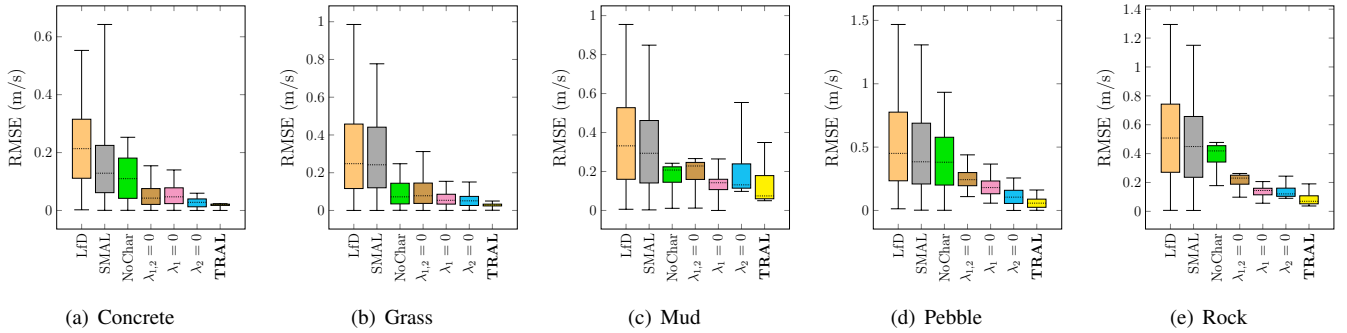 RMSE (m/s)
0.6
0.4
0.2
0
LfD
SMAL
NoChar
λ1,2 = 0
λ1 = 0
λ2 = 0
TRAL
(a) Concrete
RMSE (m/s)
1
0.8
0.6
0.4
0.2
0
LfD
SMAL
NoChar
λ1,2 = 0
λ1 = 0
λ2 = 0
TRAL
(b) Grass
RMSE (m/s)
1
0.8
0.6
0.4
0.2
0
LfD
SMAL
NoChar
λ1,2 = 0
λ1 = 0
λ2 = 0
TRAL
(c) Mud
RMSE (m/s)
1.5
1
0.5
0
LfD
SMAL
NoChar
λ1,2 = 0
λ1 = 0
λ2 = 0
TRAL
(d) Pebble
RMSE (m/s)
1.4
1.2
1
0.8
0.6
0.4
0.2
0
LfD
SMAL
NoChar
λ1,2 = 0
λ1 = 0
λ2 = 0
TRAL
(e) Rock